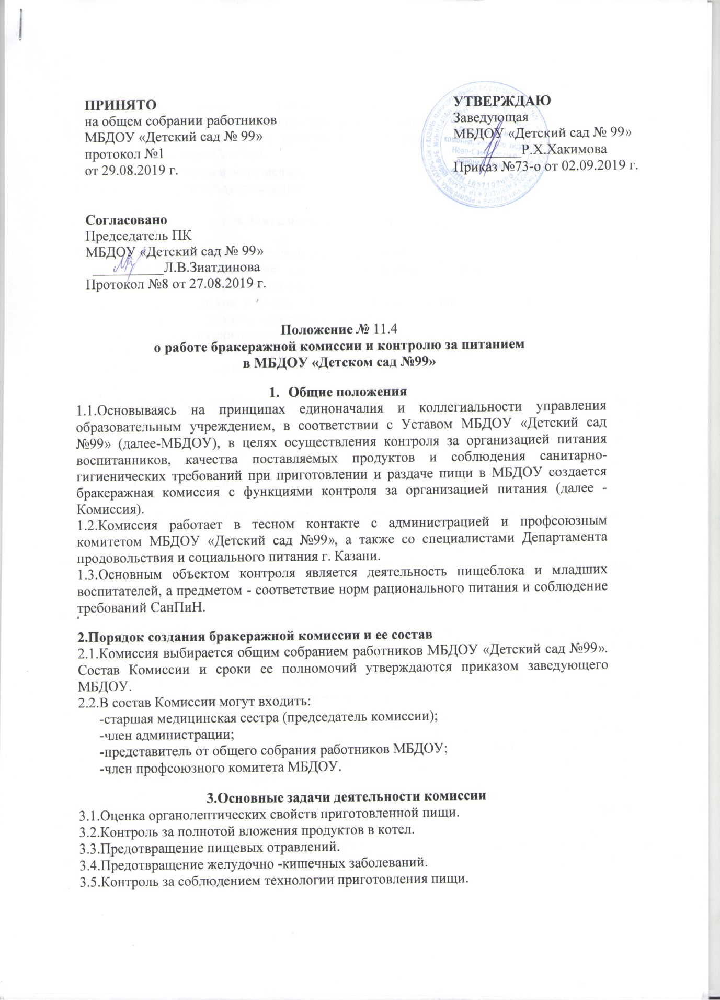 ПРИНЯТО
на общем собрании работников
МБДОУ «Детский сад № 99»
протокол №1
от 29.08.2019 г.
УТВЕРЖДАЮ
Заведующая
МБДОУ «Детский сад № 99»
_________Р.Х.Хакимова
Приказ №73-о от 02.09.2019 г.
Согласовано
Председатель ПК
МБДОУ «Детский сад № 99»
__________Л.В.Зиатдинова
Протокол №8 от 27.08.2019 г.
Положение № 11.4
о работе бракеражной комиссии и контролю за питанием
в МБДОУ «Детском сад №99»
1. Общие положения
1.1.Основываясь на принципах единоначалия и коллегиальности управления
образовательным учреждением, в соответствии с Уставом МБДОУ «Детский сад
№99» (далее-МБДОУ), в целях осуществления контроля за организацией питания
воспитанников, качества поставляемых продуктов и соблюдения санитарно-
гигиенических требований при приготовлении и раздаче пищи в МБДОУ создается
бракеражная комиссия с функциями контроля за организацией питания (далее -
Комиссия).
1.2.Комиссия работает в тесном контакте с администрацией и профсоюзным
комитетом МБДОУ «Детский сад №99», а также со специалистами Департамента
продовольствия и социального питания г. Казани.
1.3.Основным объектом контроля является деятельность пищеблока и младших
воспитателей, а предметом - соответствие норм рационального питания и соблюдение
требований СанПиН.
2.Порядок создания бракеражной комиссии и ее состав
2.1.Комиссия выбирается общим собранием работников МБДОУ «Детский сад №99».
Состав Комиссии и сроки ее полномочий утверждаются приказом заведующего
МБДОУ.
2.2.В состав Комиссии могут входить:
-старшая медицинская сестра (председатель комиссии);
-член администрации;
-представитель от общего собрания работников МБДОУ;
-член профсоюзного комитета МБДОУ.
3.Основные задачи деятельности комиссии
3.1.Оценка органолептических свойств приготовленной пищи.
3.2.Контроль за полнотой вложения продуктов в котел.
3.3.Предотвращение пищевых отравлений.
3.4.Предотвращение желудочно -кишечных заболеваний.
3.5.Контроль за соблюдением технологии приготовления пищи.